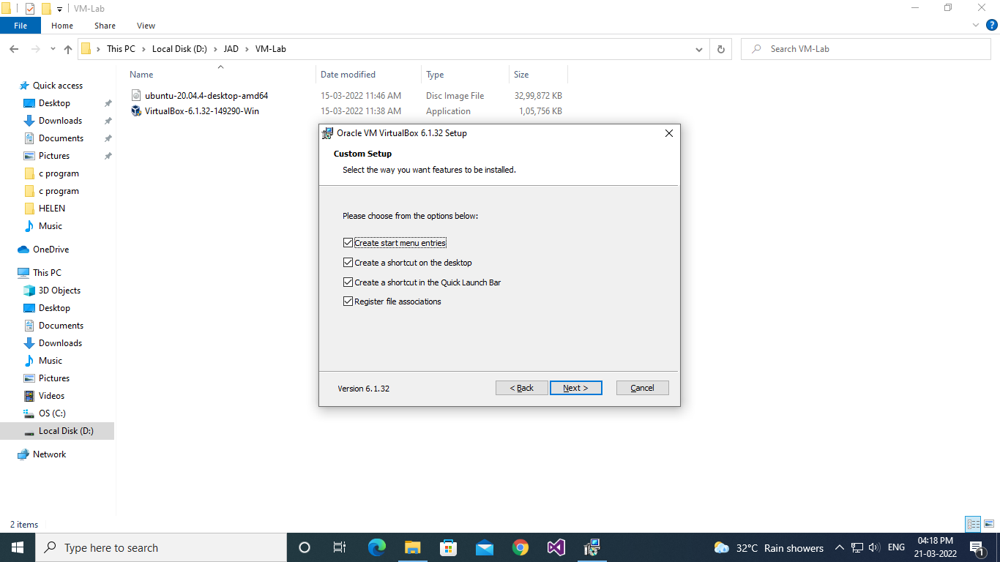 VM-Lab
File Home Share View
This PC Local Disk (D:) JAD VM-Lab
Search VM-Lab
Name Date modified Type Size
ubuntu-20.04.4-desktop-amd64 15-03-2022 11:46 AM Disc Image File 32,99,872 KB
VirtualBox-6.1.32-149290-Win 15-03-2022 11:38 AM Application 1,05,756 KB
Quick access
Desktop
Downloads
Documents
Pictures
c program
c program
HELEN
Music
OneDrive
This PC
3D Objects
Desktop
Documents
Downloads
Music
Pictures
Videos
OS (C:)
Local Disk (D:)
Network
Oracle VM VirtualBox 6.1.32 Setup
Custom Setup
Select the way you want features to be installed.
Please choose from the options below:
Create start menu entries
Create a shortcut on the desktop
Create a shortcut in the Quick Launch Bar
Register file associations
Version 6.1.32 < Back Next > Cancel
2 items
Type here to search
32°C Rain showers ENG
04:18 PM
21-03-2022
1